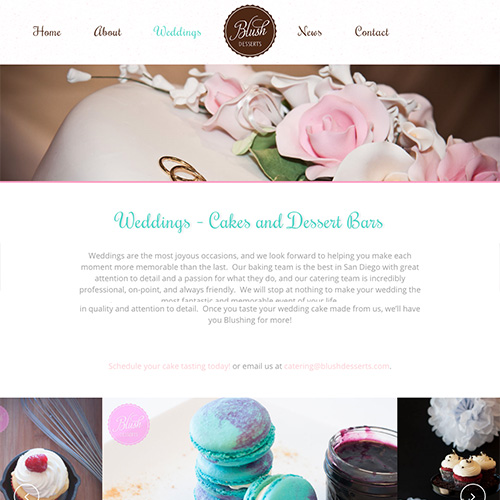 Home About Weddings Blush DESSERTS News Contact
Weddings - Cakes and Dessert Bars
Weddings are the most joyous occasions, and we look forward to helping you make each
moment more memorable than the last. Our baking team is the best in San Diego with great
attention to detail and a passion for what they do, and our catering team is incredibly
professional, on-point, and always friendly. We will stop at nothing to make your wedding the
most fantastic and memorable event of your life.
in quality and attention to detail. Once you taste your wedding cake made from us, we'll have
you Blushing for more!
Schedule your cake tasting today! or email us at catering@blushdesserts.com.
Blush